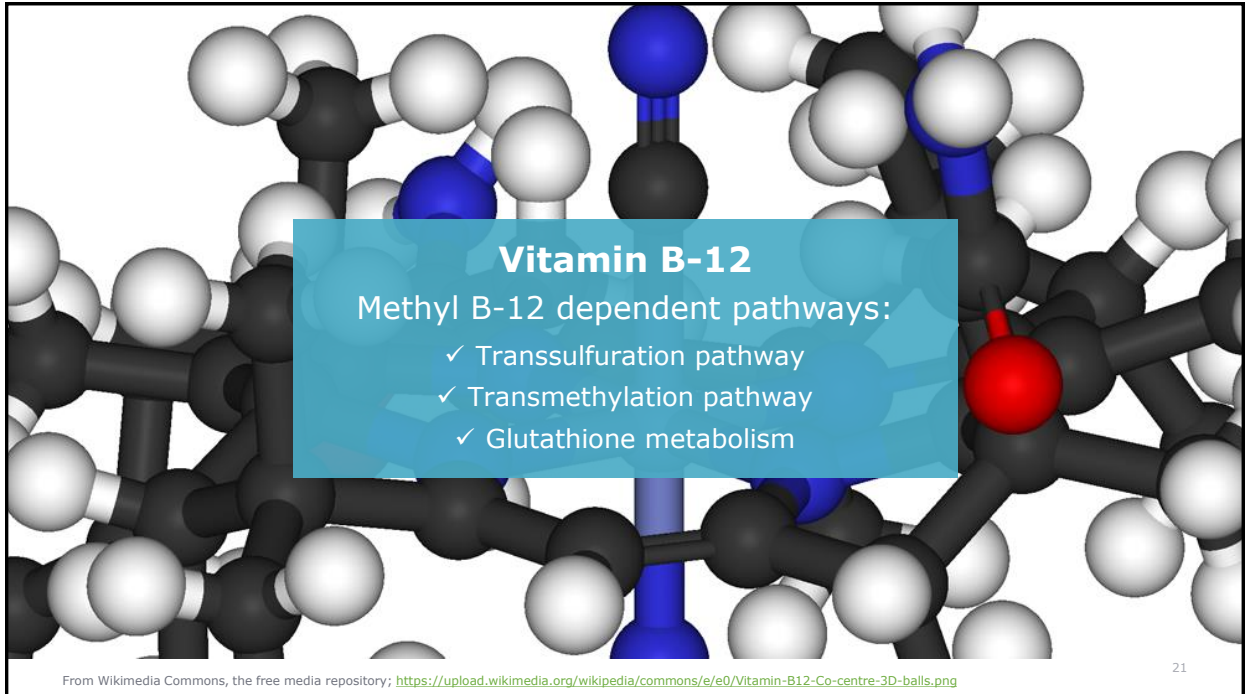 Vitamin B-12
Methyl B-12 dependent pathways:
✓ Transsulfuration pathway
✓ Transmethylation pathway
✓ Glutathione metabolism
21
From Wikimedia Commons, the free media repository; https://upload.wikimedia.org/wikipedia/commons/e/e0/Vitamin-B12-Co-centre-3D-balls.png